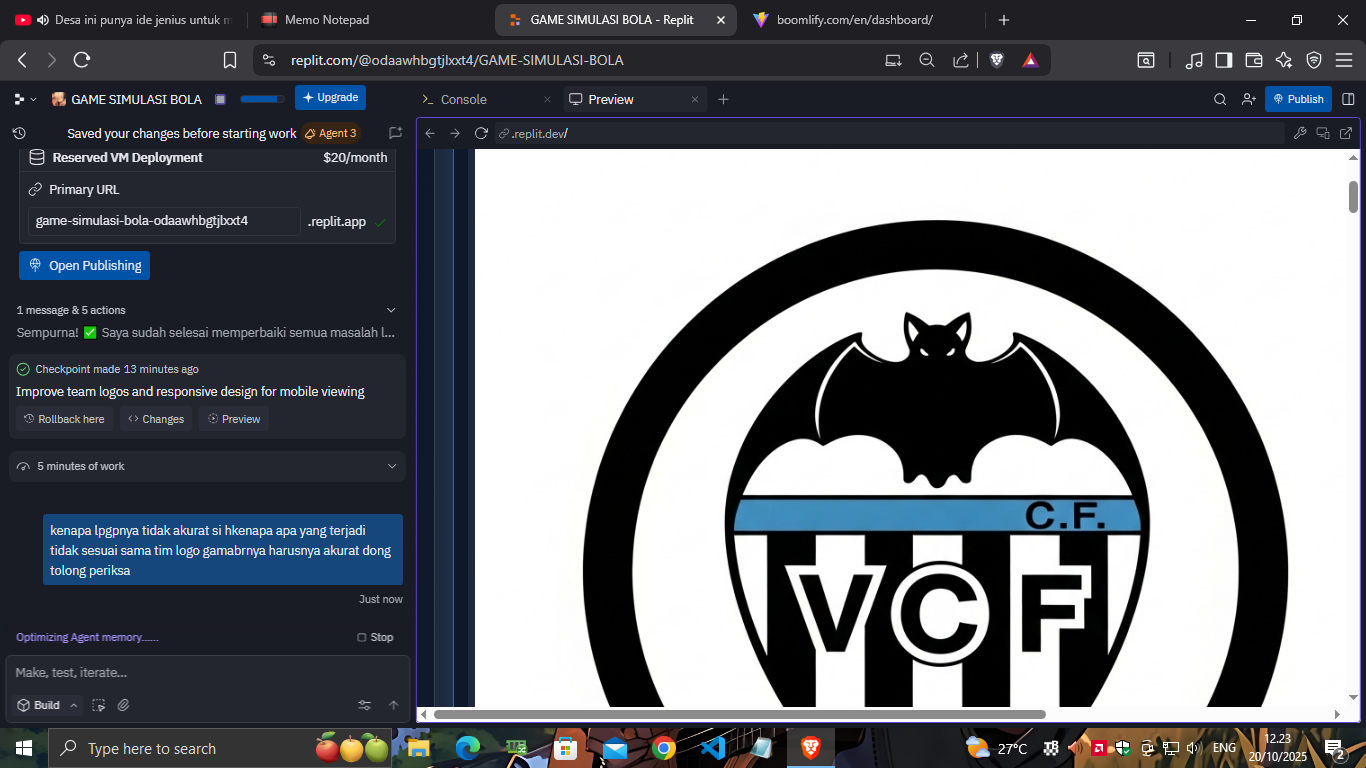 Desa ini punya ide jenius untuk m
Memo Notepad
GAME SIMULASI BOLA - Replit
boomlify.com/en/dashboard/
replit.com/@odaawhbgtjlxxt4/GAME-SIMULASI-BOLA
GAME SIMULASI BOLA
Upgrade
Console
Preview
Publish
Saved your changes before starting work
Agent 3
.replit.dev/
Reserved VM Deployment
$20/month
Primary URL
game-simulasi-bola-odaawhbgtjlxxt4
.replit.app
Open Publishing
1 message & 5 actions
Sempurna! ✅ Saya sudah selesai memperbaiki semua masalah l...
Checkpoint made 13 minutes ago
Improve team logos and responsive design for mobile viewing
Rollback here
Changes
Preview
5 minutes of work
kenapa lpgpnya tidak akurat si hkenapa apa yang terjadi
tidak sesuai sama tim logo gamabrnya harusnya akurat dong
tolong periksa
Just now
Optimizing Agent memory......
Stop
Make, test, iterate...
Build
C.F.
VCF
Type here to search
27°C
ENG
12.23
20/10/2025
2